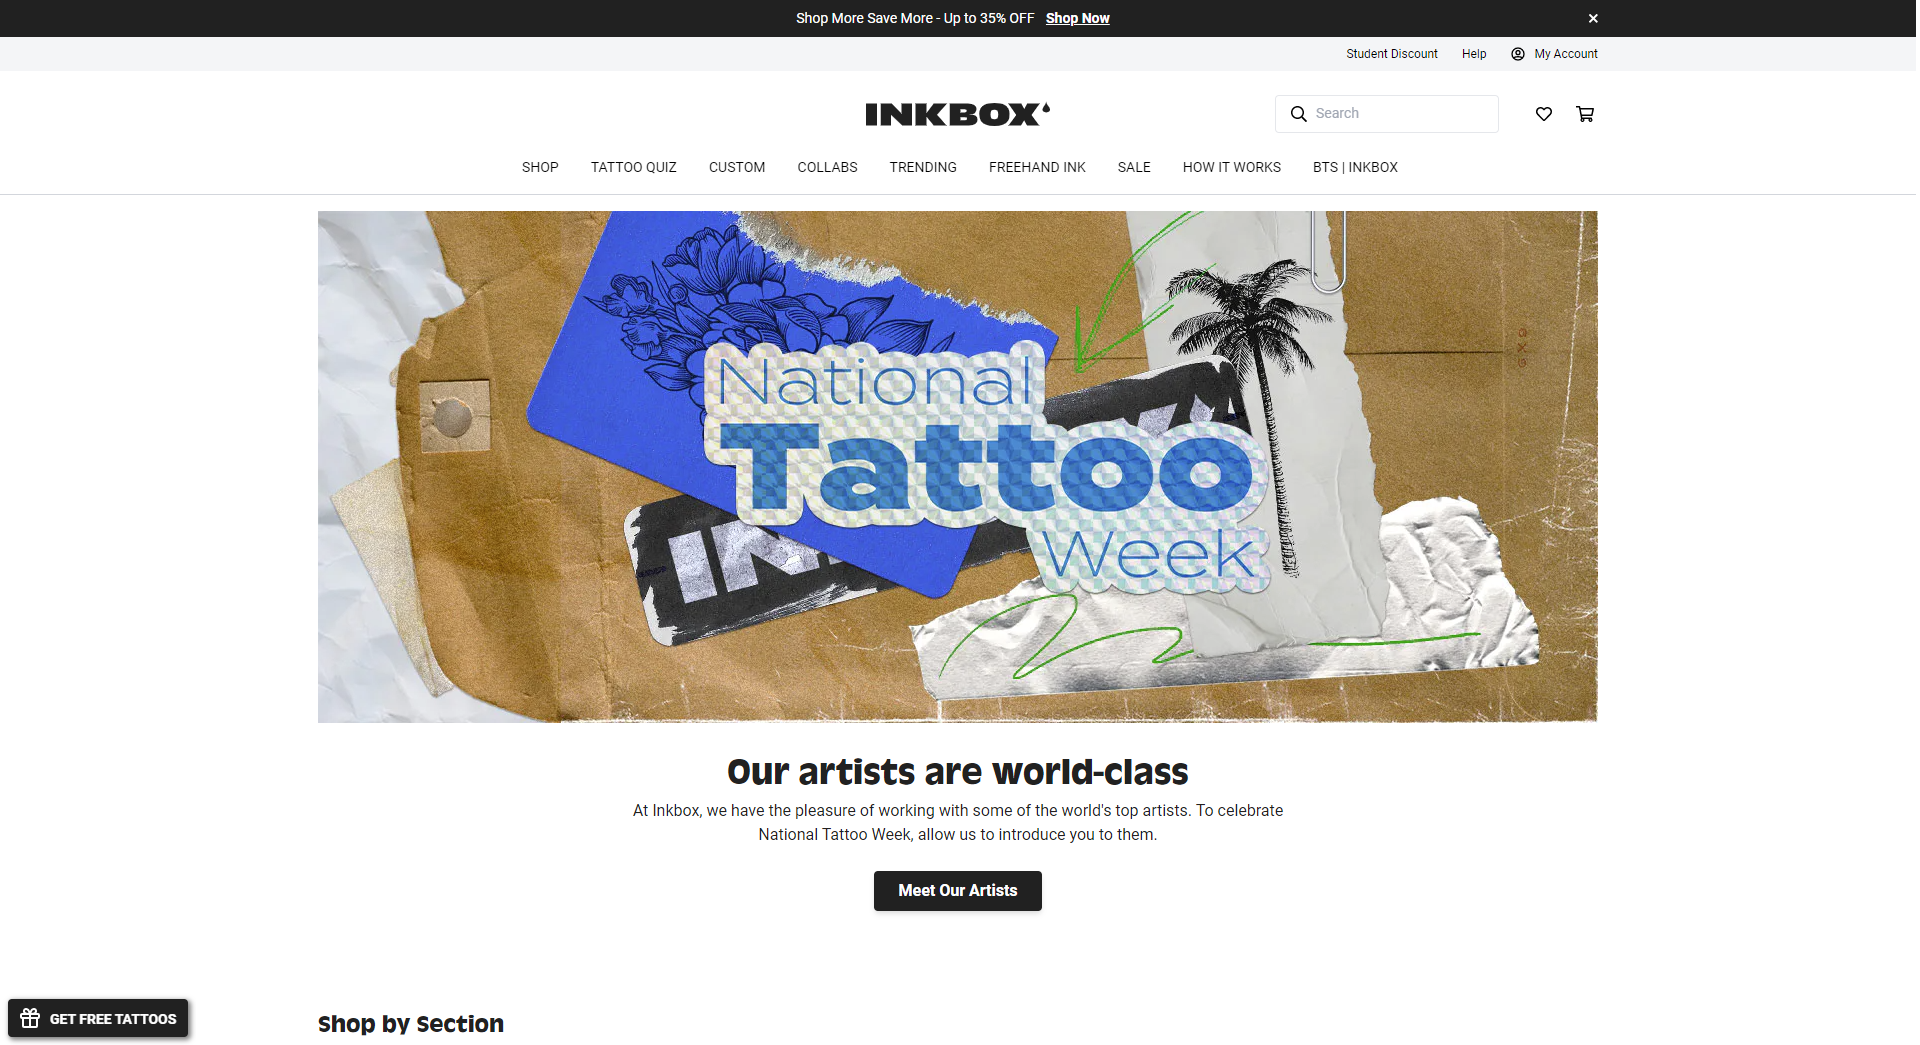 Shop More Save More - Up to 35% OFF Shop Now
Student Discount Help My Account
INKBOX
Search
SHOP TATTOO QUIZ CUSTOM COLLABS TRENDING FREEHAND INK SALE HOW IT WORKS BTS | INKBOX
National
Tattoo
Week
Our artists are world-class
At Inkbox, we have the pleasure of working with some of the world's top artists. To celebrate
National Tattoo Week, allow us to introduce you to them.
Meet Our Artists
GET FREE TATTOOS
Shop by Section